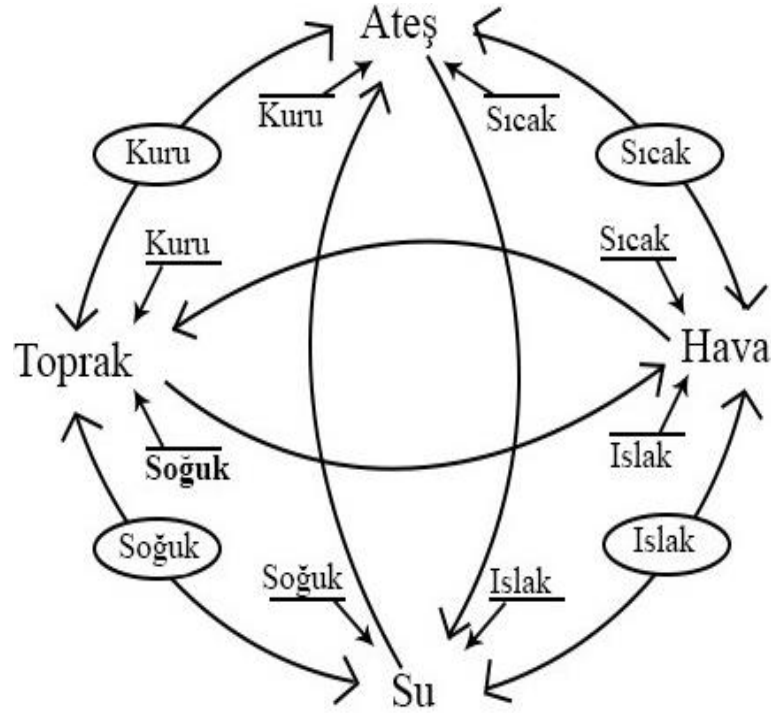 Ateş
Kuru
Sıcak
Kuru
Sıcak
Kuru
Sıcak
Toprak
Hava
Soğuk
Islak
Soğuk
Islak
Soğuk
Islak
Su